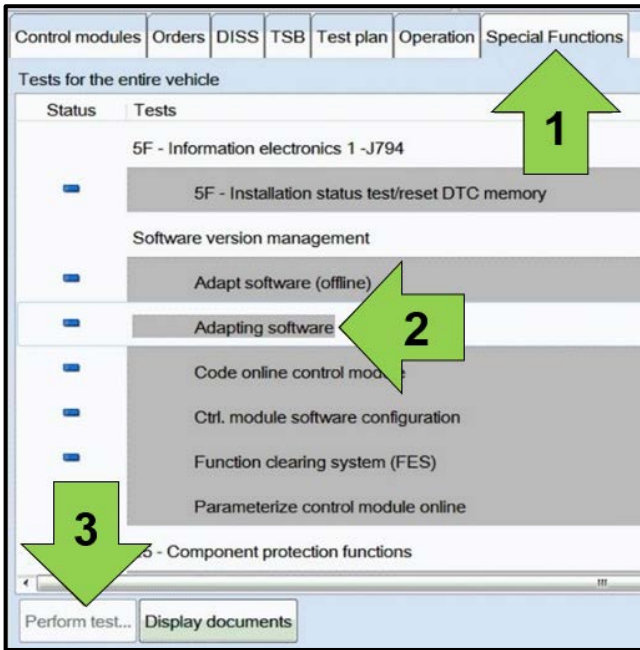 Control modules Orders DISS TSB Test plan Operation Special Functions
Tests for the entire vehicle
Status Tests
1
5F - Information electronics 1 -J794
5F - Installation status test/reset DTC memory
Software version management
Adapt software (offline)
Adapting software 2
Code online control
Ctrl. module software configuration
Function clearing system (FES)
Parameterize control module online
3
5 - Component protection functions
Perform test... Display documents